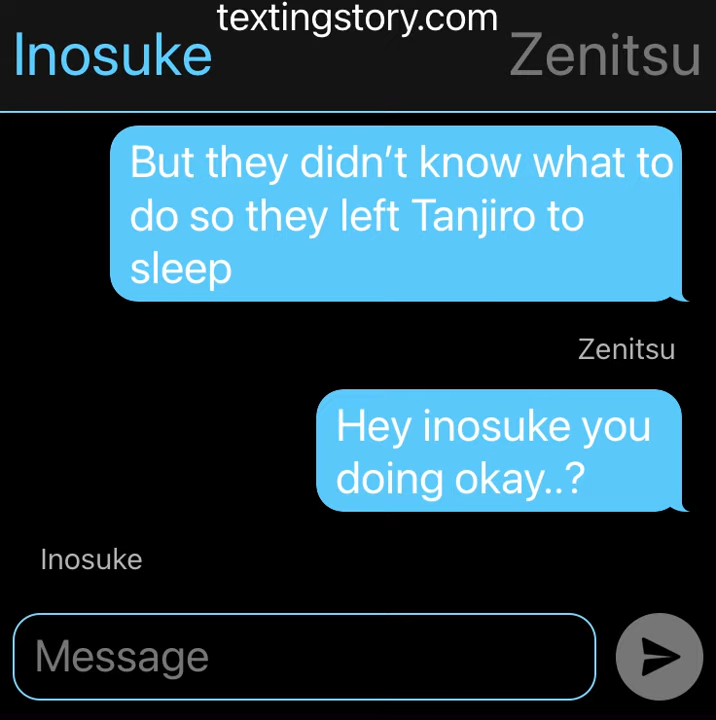 textingstory.com
Inosuke Zenitsu
But they didn’t know what to
do so they left Tanjiro to
sleep
Zenitsu
Hey inosuke you
doing okay..?
Inosuke
Message